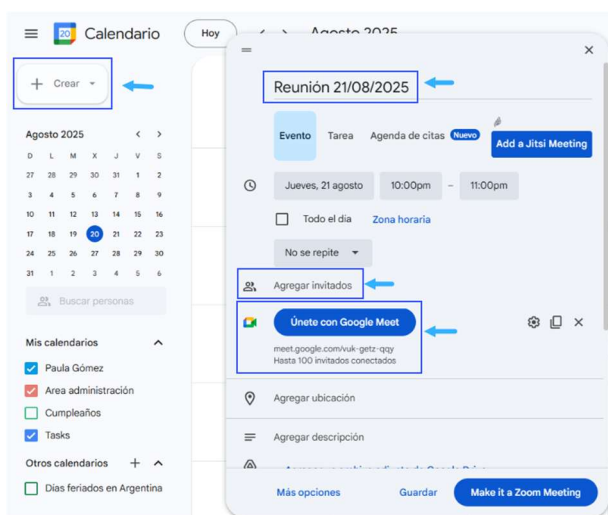 20 Calendario
Hoy
Agosto 2025
Crear
Agosto 2025
D L M X J V S
27 28 29 30 31 1 2
3 4 5 6 7 8 9
10 11 12 13 14 15 16
17 18 19 20 21 22 23
24 25 26 27 28 29 30
31 1 2 3 4 5 6
Buscar personas
Mis calendarios
Paula Gómez
Area administración
Cumpleaños
Tasks
Otros calendarios
Días feriados en Argentina
Reunión 21/08/2025
Evento Tarea Agenda de citas Nuevo Add a Jitsi Meeting
Jueves, 21 agosto 10:00pm – 11:00pm
Todo el día Zona horaria
No se repite
Agregar invitados
Únete con Google Meet
meet.google.com/vuk-getz-qqy
Hasta 100 invitados conectados
Agregar ubicación
Agregar descripción
Más opciones Guardar Make it a Zoom Meeting